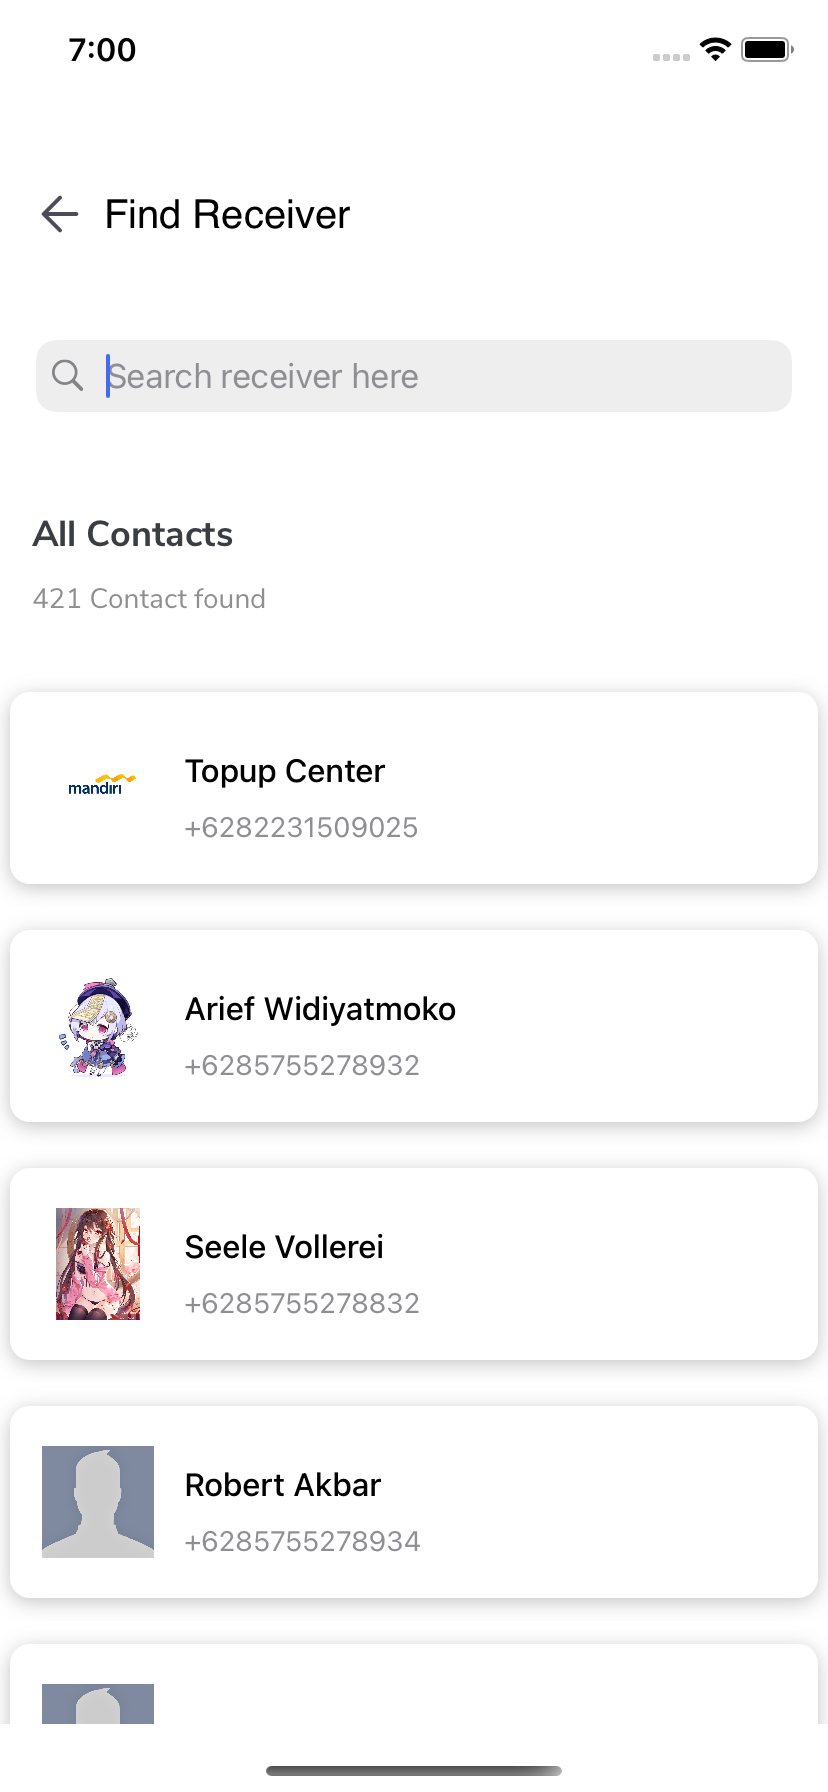 7:00
Find Receiver
Search receiver here
All Contacts
421 Contact found
mandiri
Topup Center
+6282231509025
Arief Widiyatmoko
+6285755278932
Seele Vollerei
+6285755278832
Robert Akbar
+6285755278934